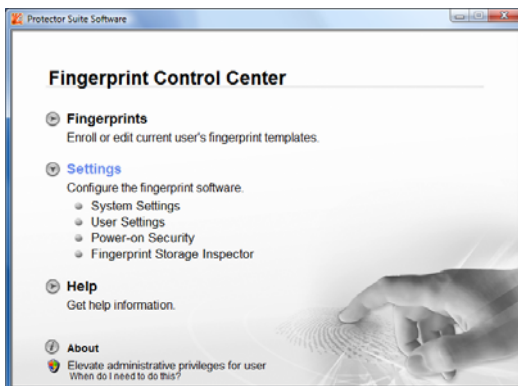 Protector Suite Software
Fingerprint Control Center
Fingerprints
Enroll or edit current user's fingerprint templates.
Settings
Configure the fingerprint software.
System Settings
User Settings
Power-on Security
Fingerprint Storage Inspector
Help
Get help information.
About
Elevate administrative privileges for user
When do I need to do this?